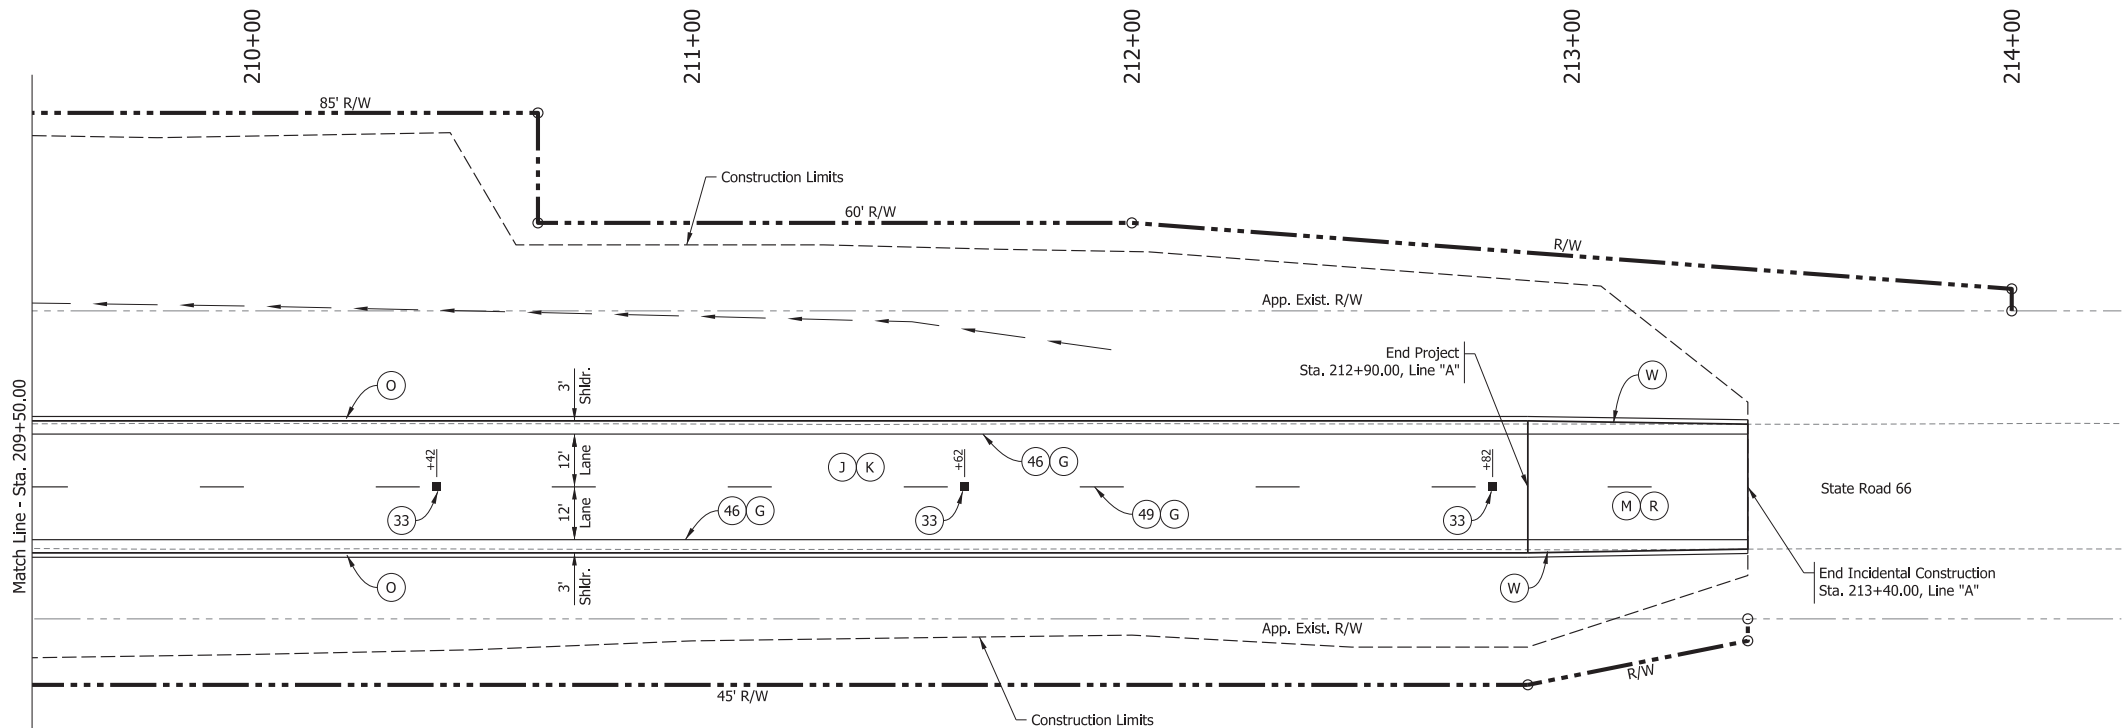 210+00
211+00
212+00
213+00
214+00
85' R/W
Construction Limits
60' R/W
R/W
App. Exist. R/W
End Project
Sta. 212+90.00, Line "A"
W
O
3'
Shldr.
Match Line - Sta. 209+50.00
+42
12'
Lane
J K
+62
46 G
+82
33
12'
Lane
46 G
33
49 G
33
M R
State Road 66
O
3'
Shldr.
W
End Incidental Construction
Sta. 213+40.00, Line "A"
App. Exist. R/W
R/W
45' R/W
Construction Limits